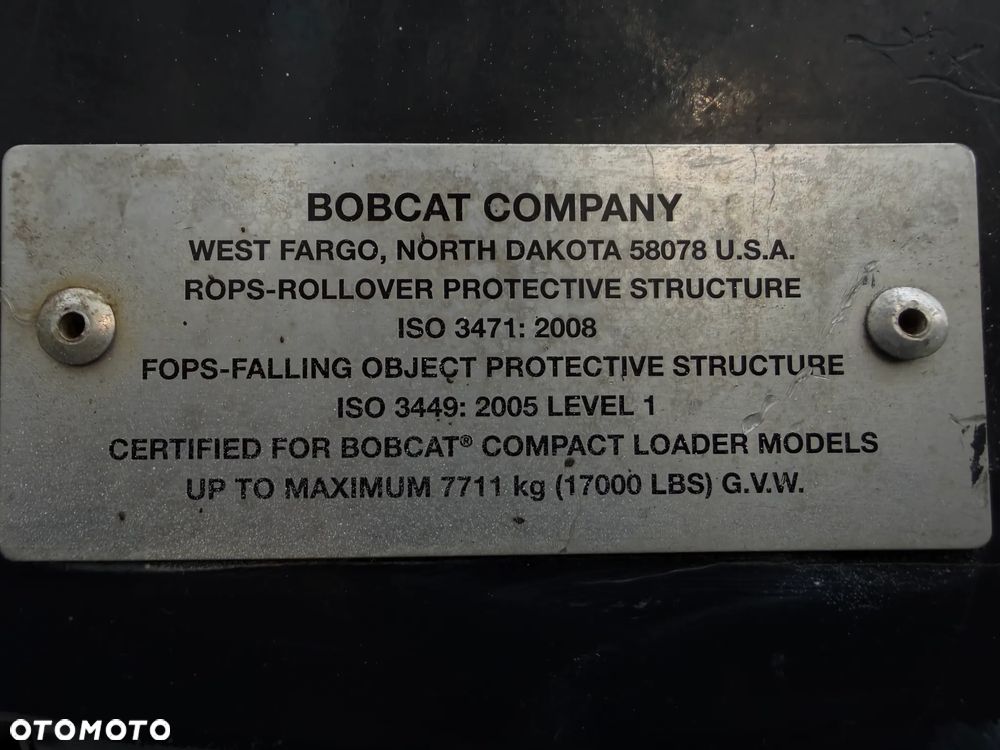 BOBCAT COMPANY
WEST FARGO, NORTH DAKOTA 58078 U.S.A.
ROPS-ROLLOVER PROTECTIVE STRUCTURE
ISO 3471: 2008
FOPS-FALLING OBJECT PROTECTIVE STRUCTURE
ISO 3449: 2005 LEVEL 1
CERTIFIED FOR BOBCAT® COMPACT LOADER MODELS
UP TO MAXIMUM 7711 kg (17000 LBS) G.V.W.
OTOMOTO